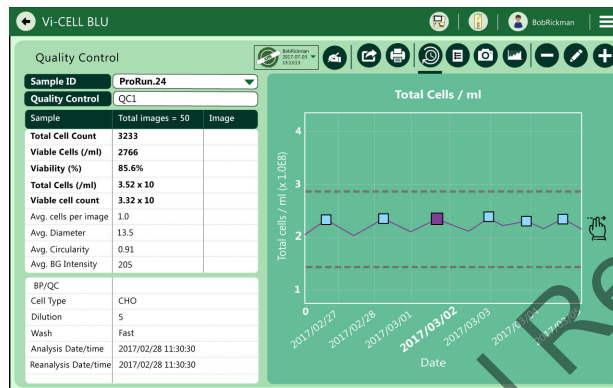 Vi-CELL BLU
BobRickman
Quality Control
BobRickman
2017-07-03
13:13:13
Sample ID ProRun.24
Quality Control QC1
Sample Total images = 50 Image
Total Cell Count 3233
Viable Cells (/ml) 2766
Viability (%) 85.6%
Total Cells (/ml) 3.52 x 10
Viable cell count 3.32 x 10
Avg. cells per image 1.0
Avg. Diameter 13.5
Avg. Circularity 0.91
Avg. BG Intensity 205
BP/QC
Cell Type CHO
Dilution 5
Wash Fast
Analysis Date/time 2017/02/28 11:30:30
Reanalysis Date/time 2017/02/28 11:30:30
Total Cells / ml
Total cells / ml (x 1.0E8)
4
3
2
1
0
2017/02/27
2017/02/28
2017/03/01
2017/03/02
2017/03/03
Date